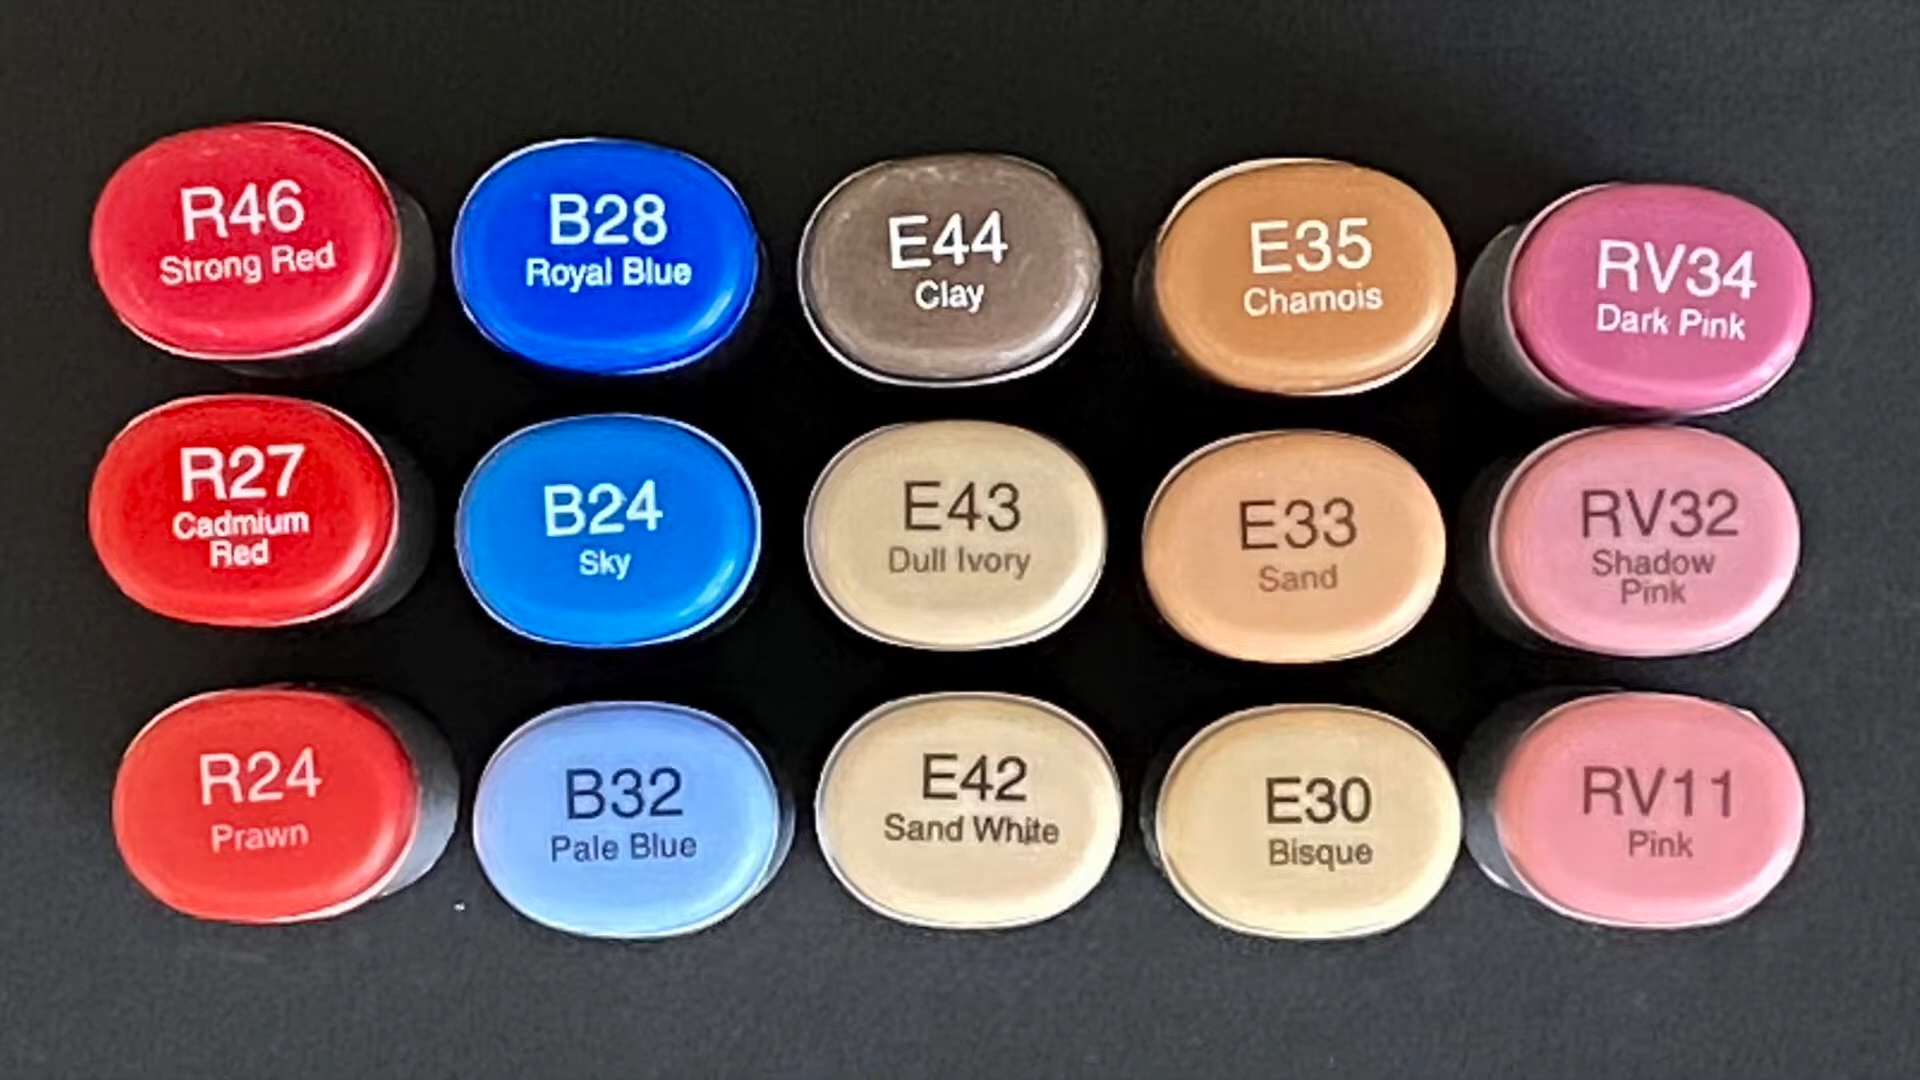 R46
Strong Red
B28
Royal Blue
E44
Clay
E35
Chamois
RV34
Dark Pink
R27
Cadmium
Red
B24
Sky
E43
Dull Ivory
E33
Sand
RV32
Shadow
Pink
R24
Prawn
B32
Pale Blue
E42
Sand White
E30
Bisque
RV11
Pink